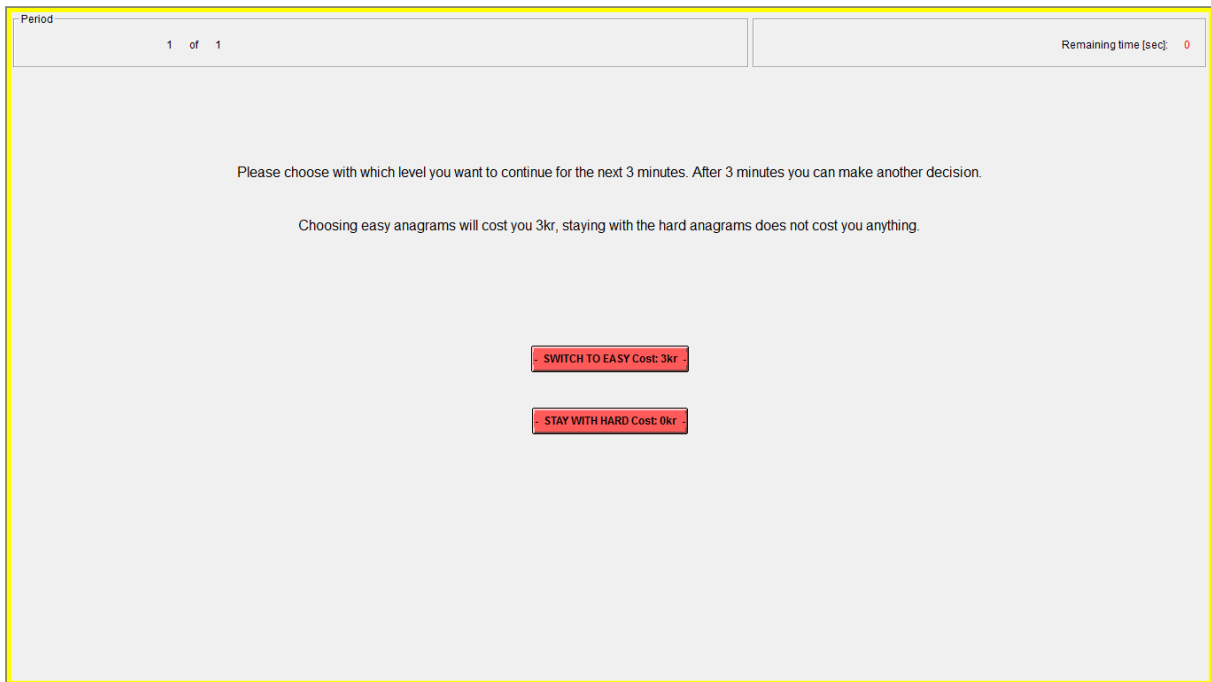 Period
1 of 1
Remaining time [sec]: 0
Please choose with which level you want to continue for the next 3 minutes. After 3 minutes you can make another decision.
Choosing easy anagrams will cost you 3kr, staying with the hard anagrams does not cost you anything.
- SWITCH TO EASY Cost: 3kr -
- STAY WITH HARD Cost: 0kr -